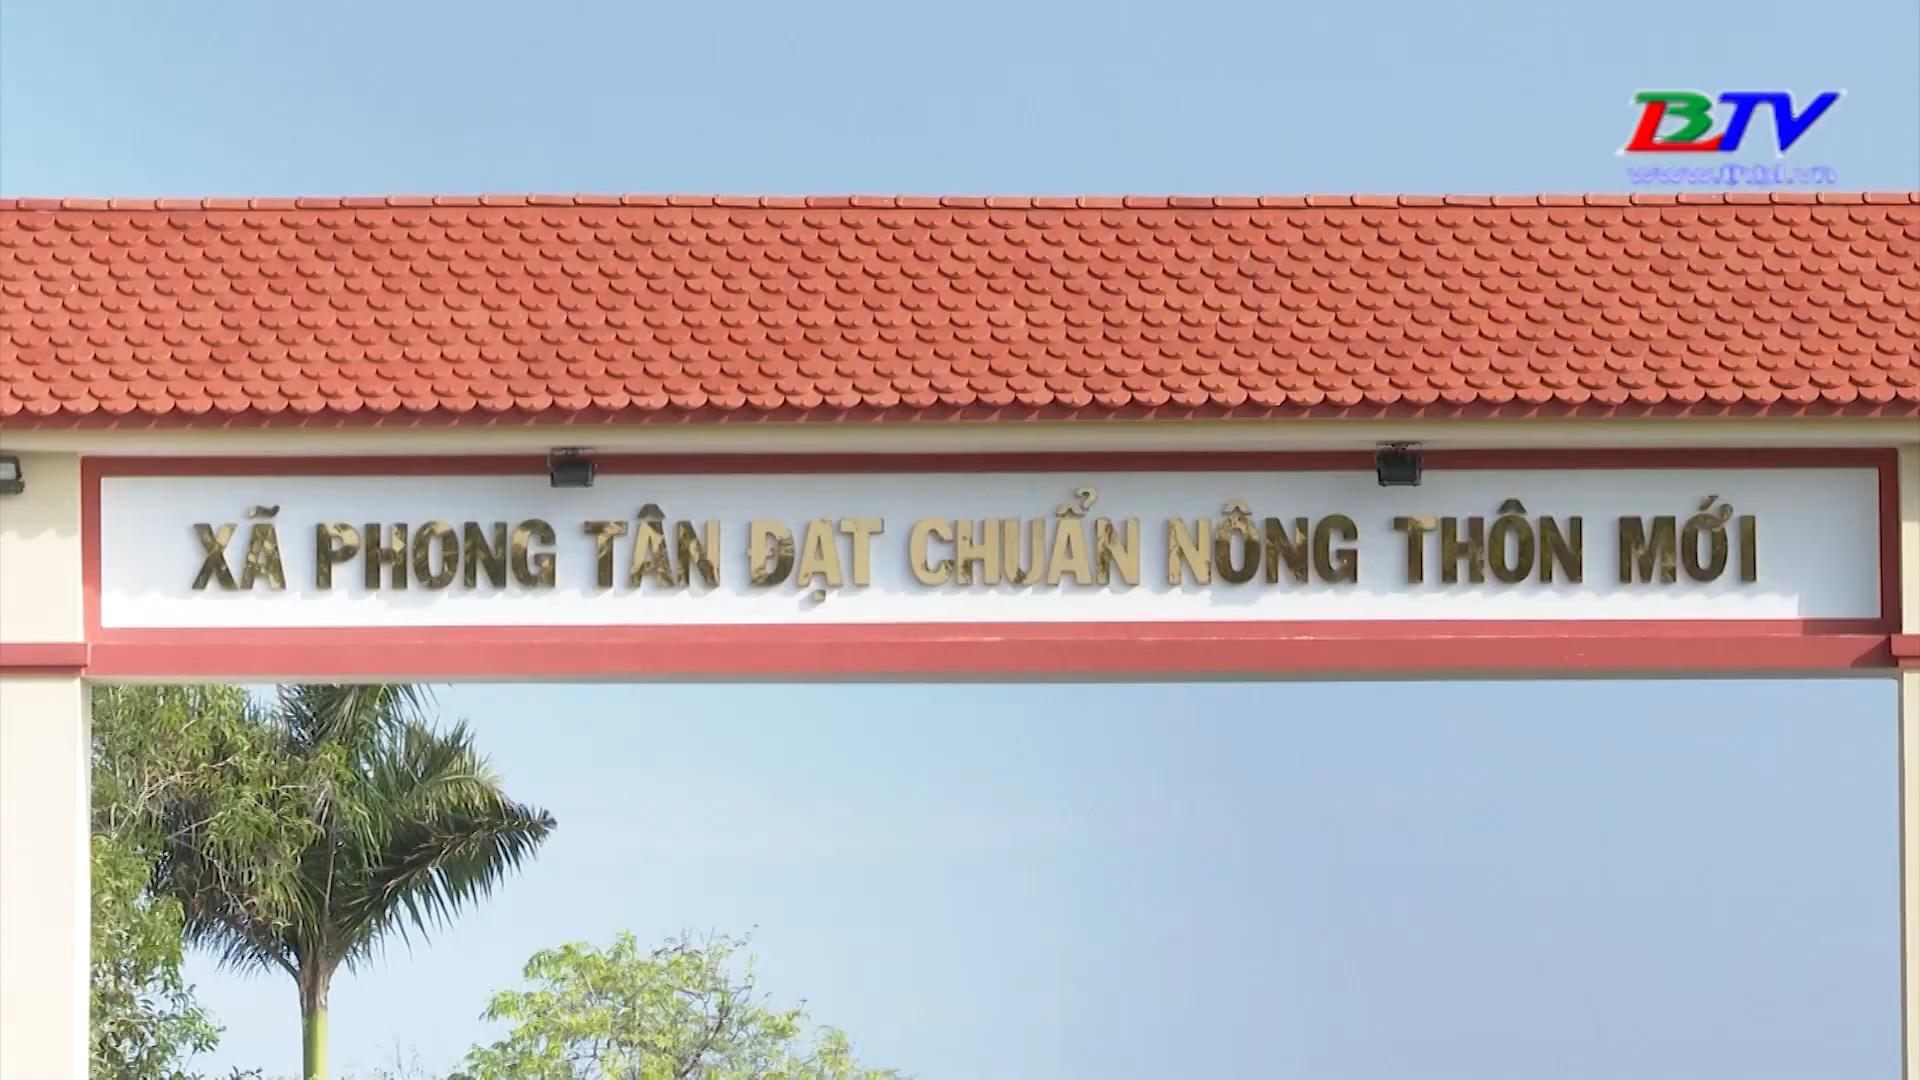 BTV
XÃ PHONG TÂN ĐẠT CHUẨN NÔNG THÔN MỚI